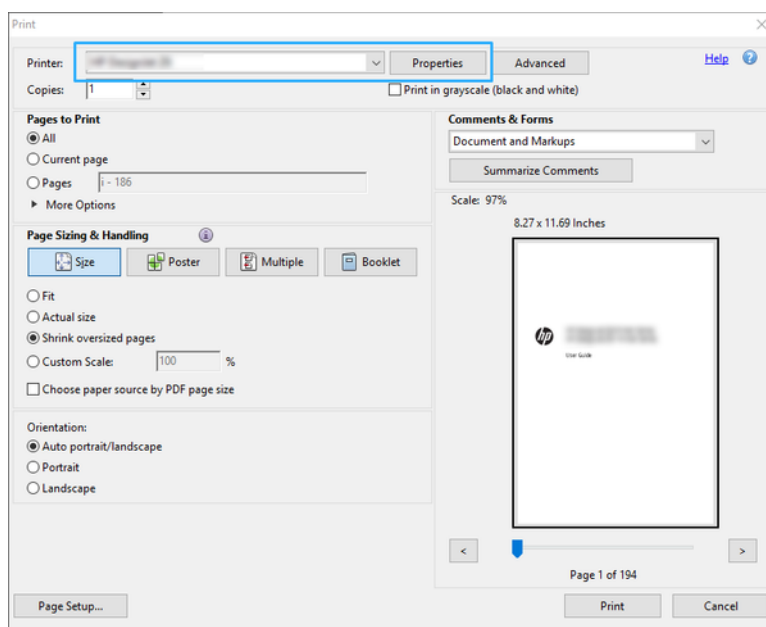 Print
Printer: Properties Advanced Help ?
Copies: 1 Print in grayscale (black and white)
Pages to Print
All
Current page
Pages i - 186
More Options
Comments & Forms
Document and Markups
Summarize Comments
Scale: 97%
8.27 x 11.69 Inches
hp
User Guide
Page Sizing & Handling i
Size Poster Multiple Booklet
Fit
Actual size
Shrink oversized pages
Custom Scale: 100 %
Choose paper source by PDF page size
Orientation:
Auto portrait/landscape
Portrait
Landscape
< >
Page 1 of 194
Page Setup... Print Cancel